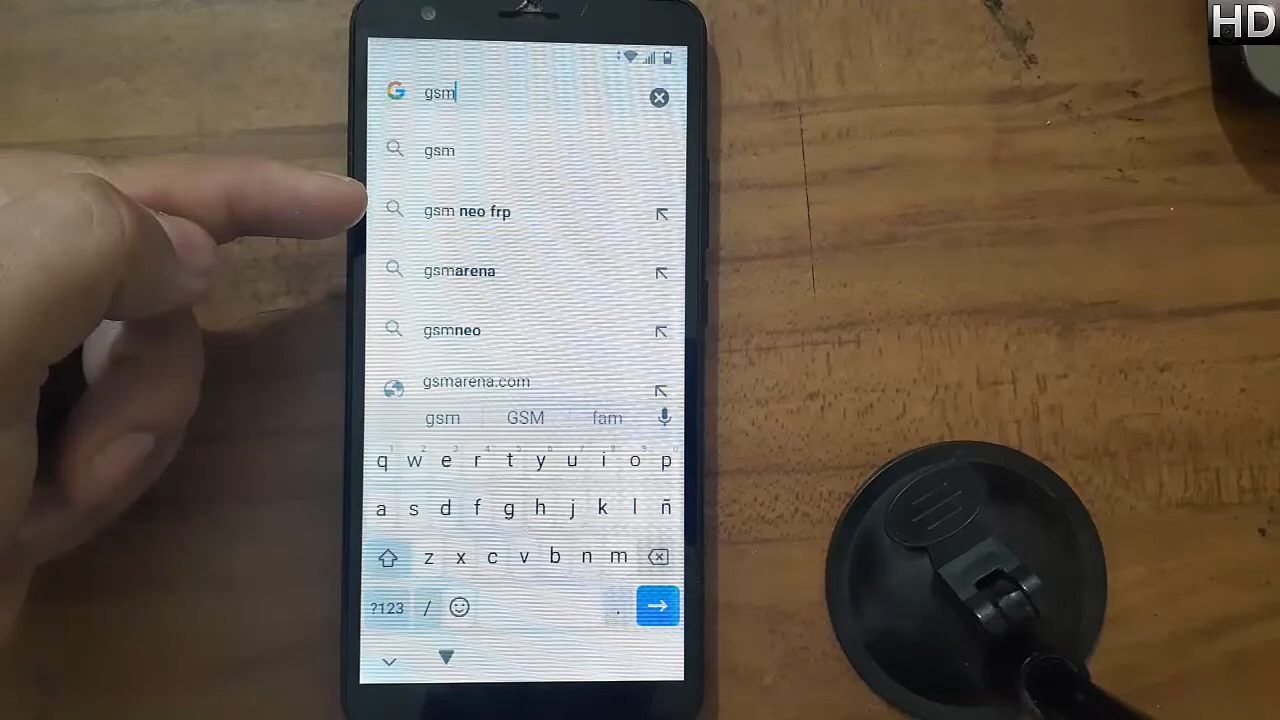 HD
gsm
gsm
gsm neo frp
gsmarena
gsmneo
gsmarena.com
gsm GSM fam
q w e r t y u i o p
a s d f g h j k l ñ
z x c v b n m
?123 / .